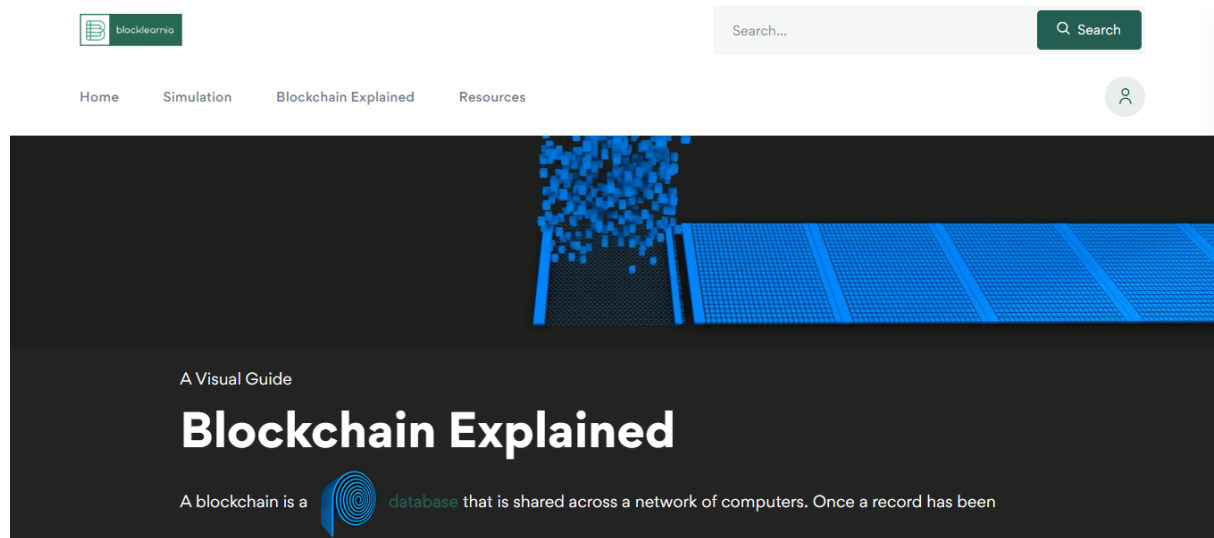 blocklearnia
Search...
Search
Home Simulation Blockchain Explained Resources
A Visual Guide
Blockchain Explained
A blockchain is a database that is shared across a network of computers. Once a record has been